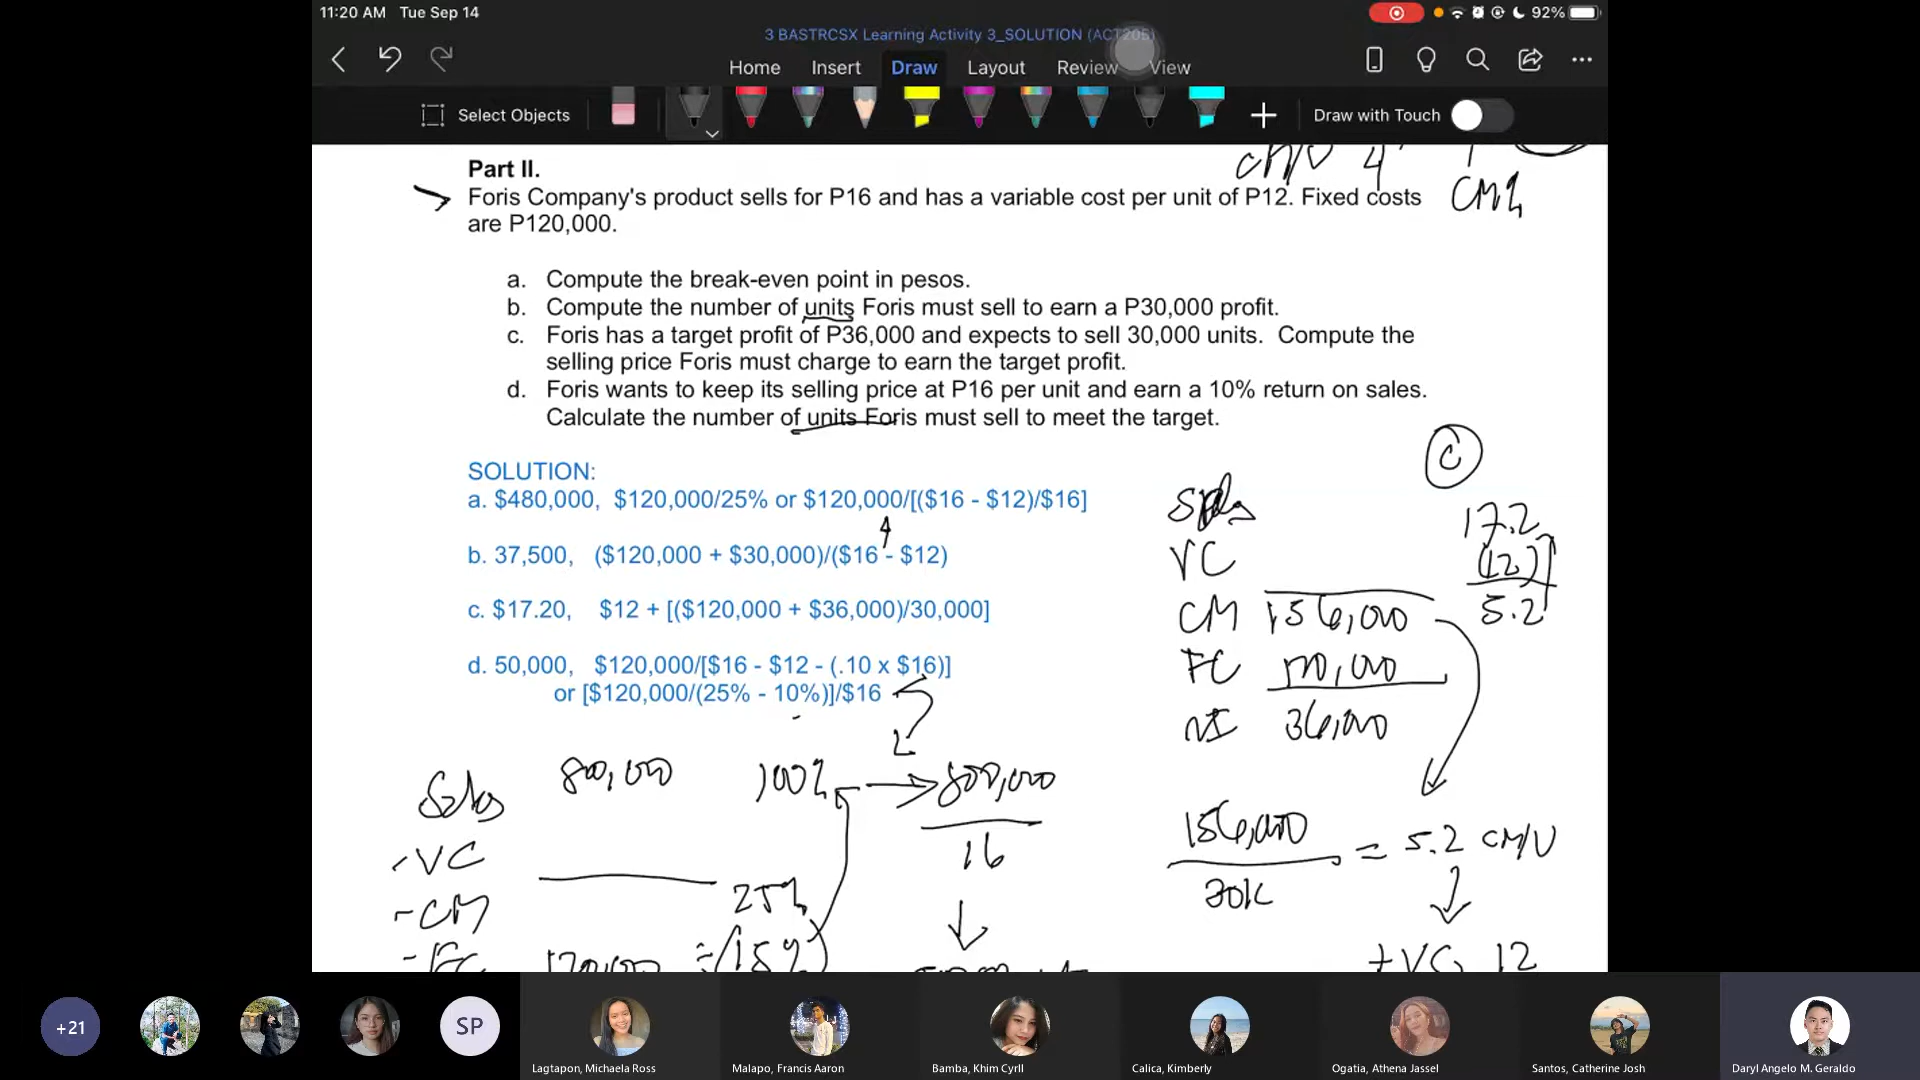 11:20 AM Tue Sep 14
92%
3 BASTRCSX Learning Activity 3_SOLUTION (ACT205)
Home Insert Draw Layout Review View
Select Objects
Draw with Touch
CM/U 4
CM%
Part II.
Foris Company's product sells for P16 and has a variable cost per unit of P12. Fixed costs
are P120,000.
a. Compute the break-even point in pesos.
b. Compute the number of units Foris must sell to earn a P30,000 profit.
c. Foris has a target profit of P36,000 and expects to sell 30,000 units. Compute the
selling price Foris must charge to earn the target profit.
d. Foris wants to keep its selling price at P16 per unit and earn a 10% return on sales.
Calculate the number of units Foris must sell to meet the target.
SOLUTION:
a. $480,000, $120,000/25% or $120,000/[($16 - $12)/$16]
4
b. 37,500, ($120,000 + $30,000)/($16 - $12)
c. $17.20, $12 + [($120,000 + $36,000)/30,000]
d. 50,000, $120,000/[$16 - $12 - (.10 x $16)]
or [$120,000/(25% - 10%)]/$16
C
Sales
VC
CM 156,000
FC 120,000
NI 36,000
17.2
(12)
5.2
156,000
30K
= 5.2 CM/U
+VC 12
Sales 800,000 100% 800,000
16
-VC
-CM 25%
-FC 120,000 ÷ (15%)
+21
SP
Lagtapon, Michaela Ross
Malapo, Francis Aaron
Bamba, Khim Cyrll
Calica, Kimberly
Ogatia, Athena Jassel
Santos, Catherine Josh
Daryl Angelo M. Geraldo